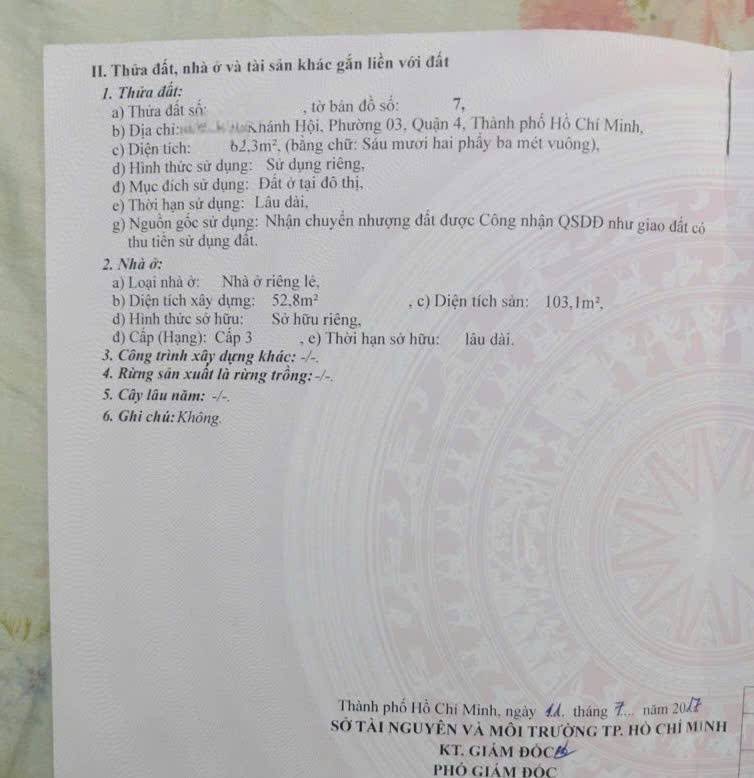 II. Thửa đất, nhà ở và tài sản khác gắn liền với đất
1. Thửa đất:
a) Thửa đất số: , tờ bản đồ số: 7,
b) Địa chỉ: Khánh Hội, Phường 03, Quận 4, Thành phố Hồ Chí Minh,
c) Diện tích: 62,3m², (bằng chữ: Sáu mươi hai phẩy ba mét vuông),
d) Hình thức sử dụng: Sử dụng riêng,
đ) Mục đích sử dụng: Đất ở tại đô thị,
e) Thời hạn sử dụng: Lâu dài,
g) Nguồn gốc sử dụng: Nhận chuyển nhượng đất được Công nhận QSDĐ như giao đất có
thu tiền sử dụng đất.
2. Nhà ở:
a) Loại nhà ở: Nhà ở riêng lẻ,
b) Diện tích xây dựng: 52,8m² , c) Diện tích sàn: 103,1m²,
d) Hình thức sở hữu: Sở hữu riêng,
đ) Cấp (Hạng): Cấp 3 , e) Thời hạn sở hữu: lâu dài.
3. Công trình xây dựng khác: -/-.
4. Rừng sản xuất là rừng trồng: -/-.
5. Cây lâu năm: -/-.
6. Ghi chú: Không.
Thành phố Hồ Chí Minh, ngày 11. tháng 7... năm 2017
SỞ TÀI NGUYÊN VÀ MÔI TRƯỜNG TP. HỒ CHÍ MINH
KT. GIÁM ĐỐC
PHÓ GIÁM ĐỐC